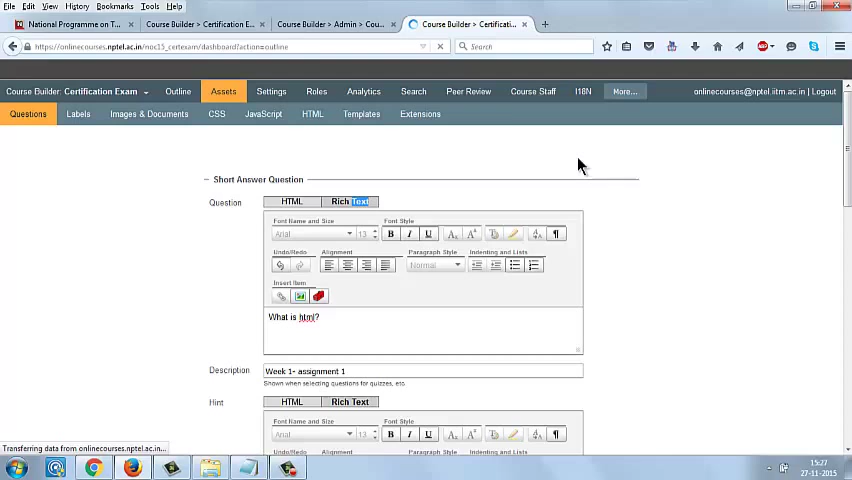 File Edit View History Bookmarks Tools Help
National Programme on T... Course Builder > Certification E... Course Builder > Admin > Cou... Course Builder > Certificati...
https://onlinecourses.nptel.ac.in/noc15_certexam/dashboard?action=outline Search
Course Builder: Certification Exam Outline Assets Settings Roles Analytics Search Peer Review Course Staff I18N More... onlinecourses@nptel.iitm.ac.in | Logout
Questions Labels Images & Documents CSS JavaScript HTML Templates Extensions
Short Answer Question
Question HTML Rich Text
Font Name and Size Font Style
Arial 13 B I U
Undo/Redo Alignment Paragraph Style Indenting and Lists
Normal
Insert Item
What is html?
Description Week 1- assignment 1
Shown when selecting questions for quizzes, etc.
Hint HTML Rich Text
Font Name and Size Font Style
Arial 13 B I U
Undo/Redo Alignment Paragraph Style Indenting and Lists
Transferring data from onlinecourses.nptel.ac.in...
15:27
27-11-2015